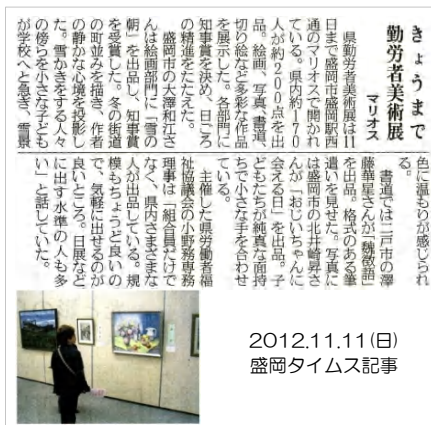 きょうまで
勤労者美術展
マリオス
県勤労者美術展は11
日まで盛岡市盛岡駅西
通のマリオスで開かれ
ている。県内約170
人が約200点を出
品。絵画、写真、書道、
切り絵など多彩な作品
を展示した。各部門に
知事賞を決め、日ごろ
の精進をたたえた。
盛岡市の大澤和江さ
んは絵画部門に「雪の
朝」を出品し、知事賞
を受賞した。冬の街道
の町並みを描き、作者
の静かな心境を投影し
た。雪かきをする人々
の傍らを小さな子ども
が学校へと急ぎ、雪景
色に温もりが感じられ
る。
書道では二戸市の澤
藤華星さんが「魏徴語」
を出品。格式のある筆
遣いを見せた。写真に
は盛岡市の北井崎昇さ
んが「おじいちゃんに
会える日」を出品。子
どもたちが純真な面持
ちで小さな手を合わせ
ている。
主催した県労働者福
祉協議会の小野務専務
理事は「組合員だけで
なく、県内さまざまな
人が出品している。規
模もちょうど良いの
で、気軽に出せるのが
良いところ。日展など
に出す水準の人も多
い」と話していた。
2012.11.11(日)
盛岡タイムス記事